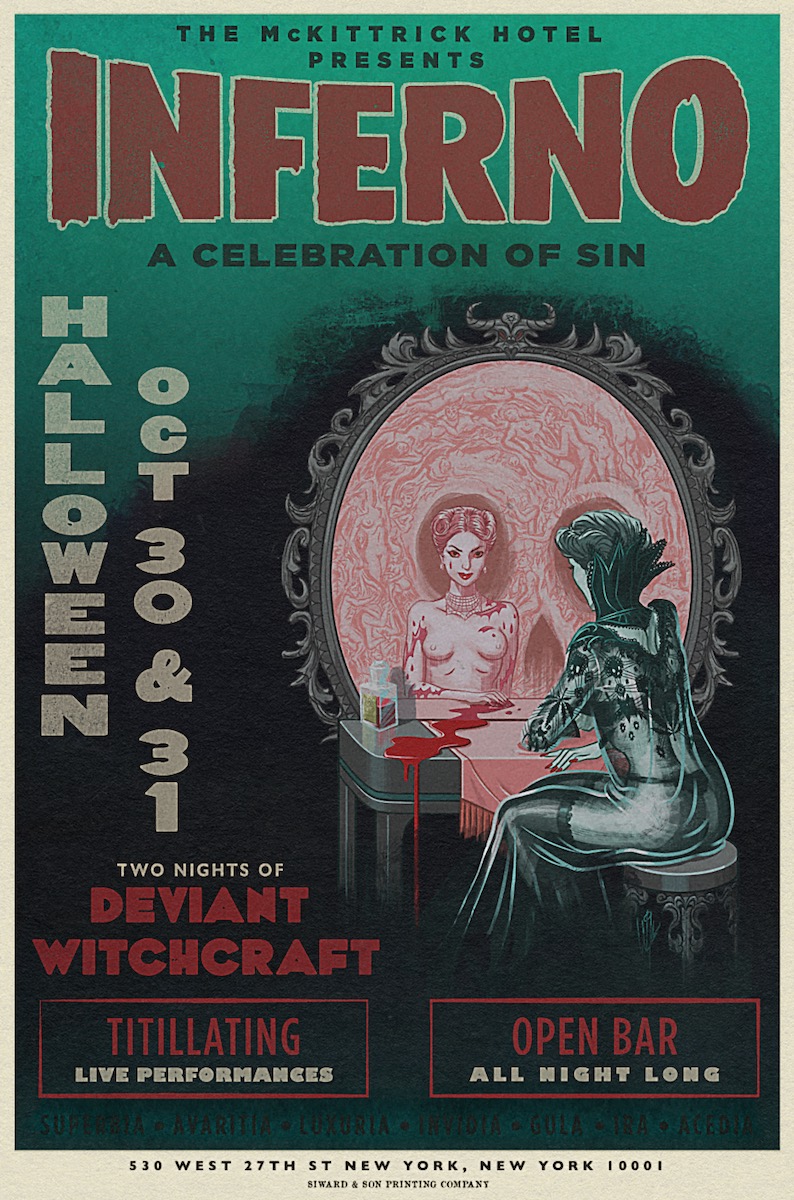 THE McKITTRICK HOTEL
PRESENTS
INFERNO
A CELEBRATION OF SIN
HALLOWEEN
OCT 30 & 31
TWO NIGHTS OF
DEVIANT
WITCHCRAFT
TITILLATING
LIVE PERFORMANCES
OPEN BAR
ALL NIGHT LONG
SUPERBIA • AVARITIA • LUXURIA • INVIDIA • GULA • IRA • ACEDIA
530 WEST 27TH ST NEW YORK, NEW YORK 10001
SIWARD & SON PRINTING COMPANY